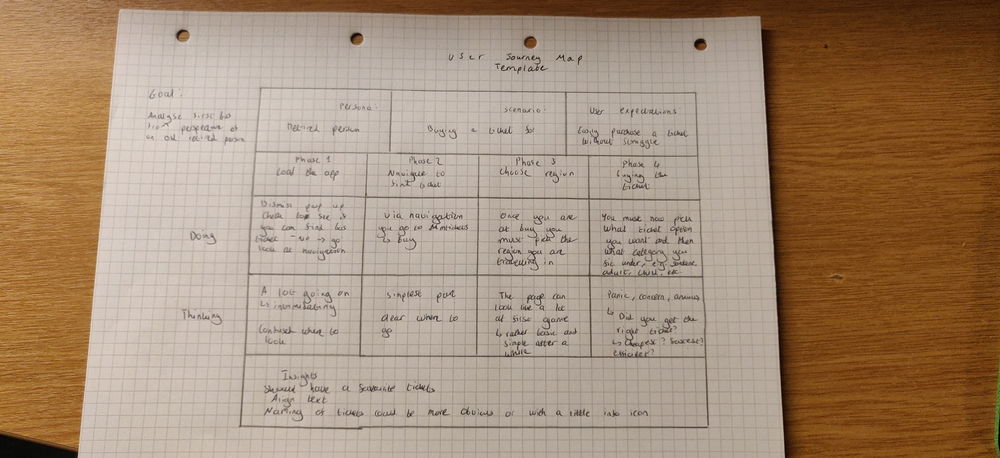 User Journey Map
Template
Goal:
Analyse first bus
from perspective of
an old retired person
Persona:
Retired person
Scenario:
Buying a ticket for
User expectations
Easily purchase a ticket
without struggle
Phase 1
Load the app
Phase 2
Navigate to
find ticket
Phase 3
Choose region
Phase 4
buying the
ticket
Doing
Dismiss pop up
Check to see if
you can find bus
ticket - No -> go
look at navigation
via navigation
you go to mtickets
↳ buy
Once you are
at buy you
must pick the
region you are
travelling in
You must now pick
what ticket option
you want and then
what category you
fit under, e.g. student,
adult, child, etc.
Thinking
A lot going on
↳ intimidating
Confused where to
look
simplest part
clear where to
go
The page can
look like a lot
at first glance
↳ rather basic and
simple after a
while
Panic, concern, anxious
↳ Did you get the
right ticket?
↳ Cheapest? Safest?
efficient?
Insights
Should have a favourite tickets
Align text
Naming of tickets could be more obvious or with a little info icon